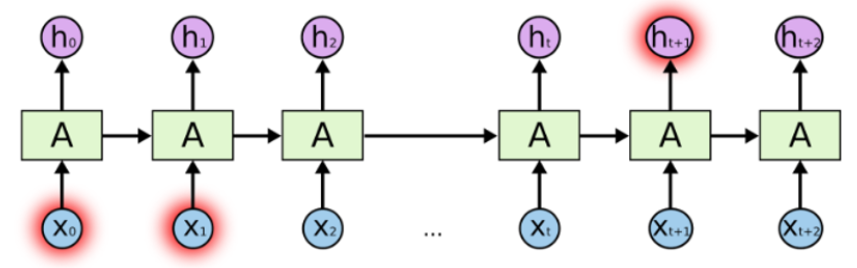 h₀ h₁ h₂ hₜ hₜ₊₁ hₜ₊₂
A A A A A A
x₀ x₁ x₂ ... xₜ xₜ₊₁ xₜ₊₂